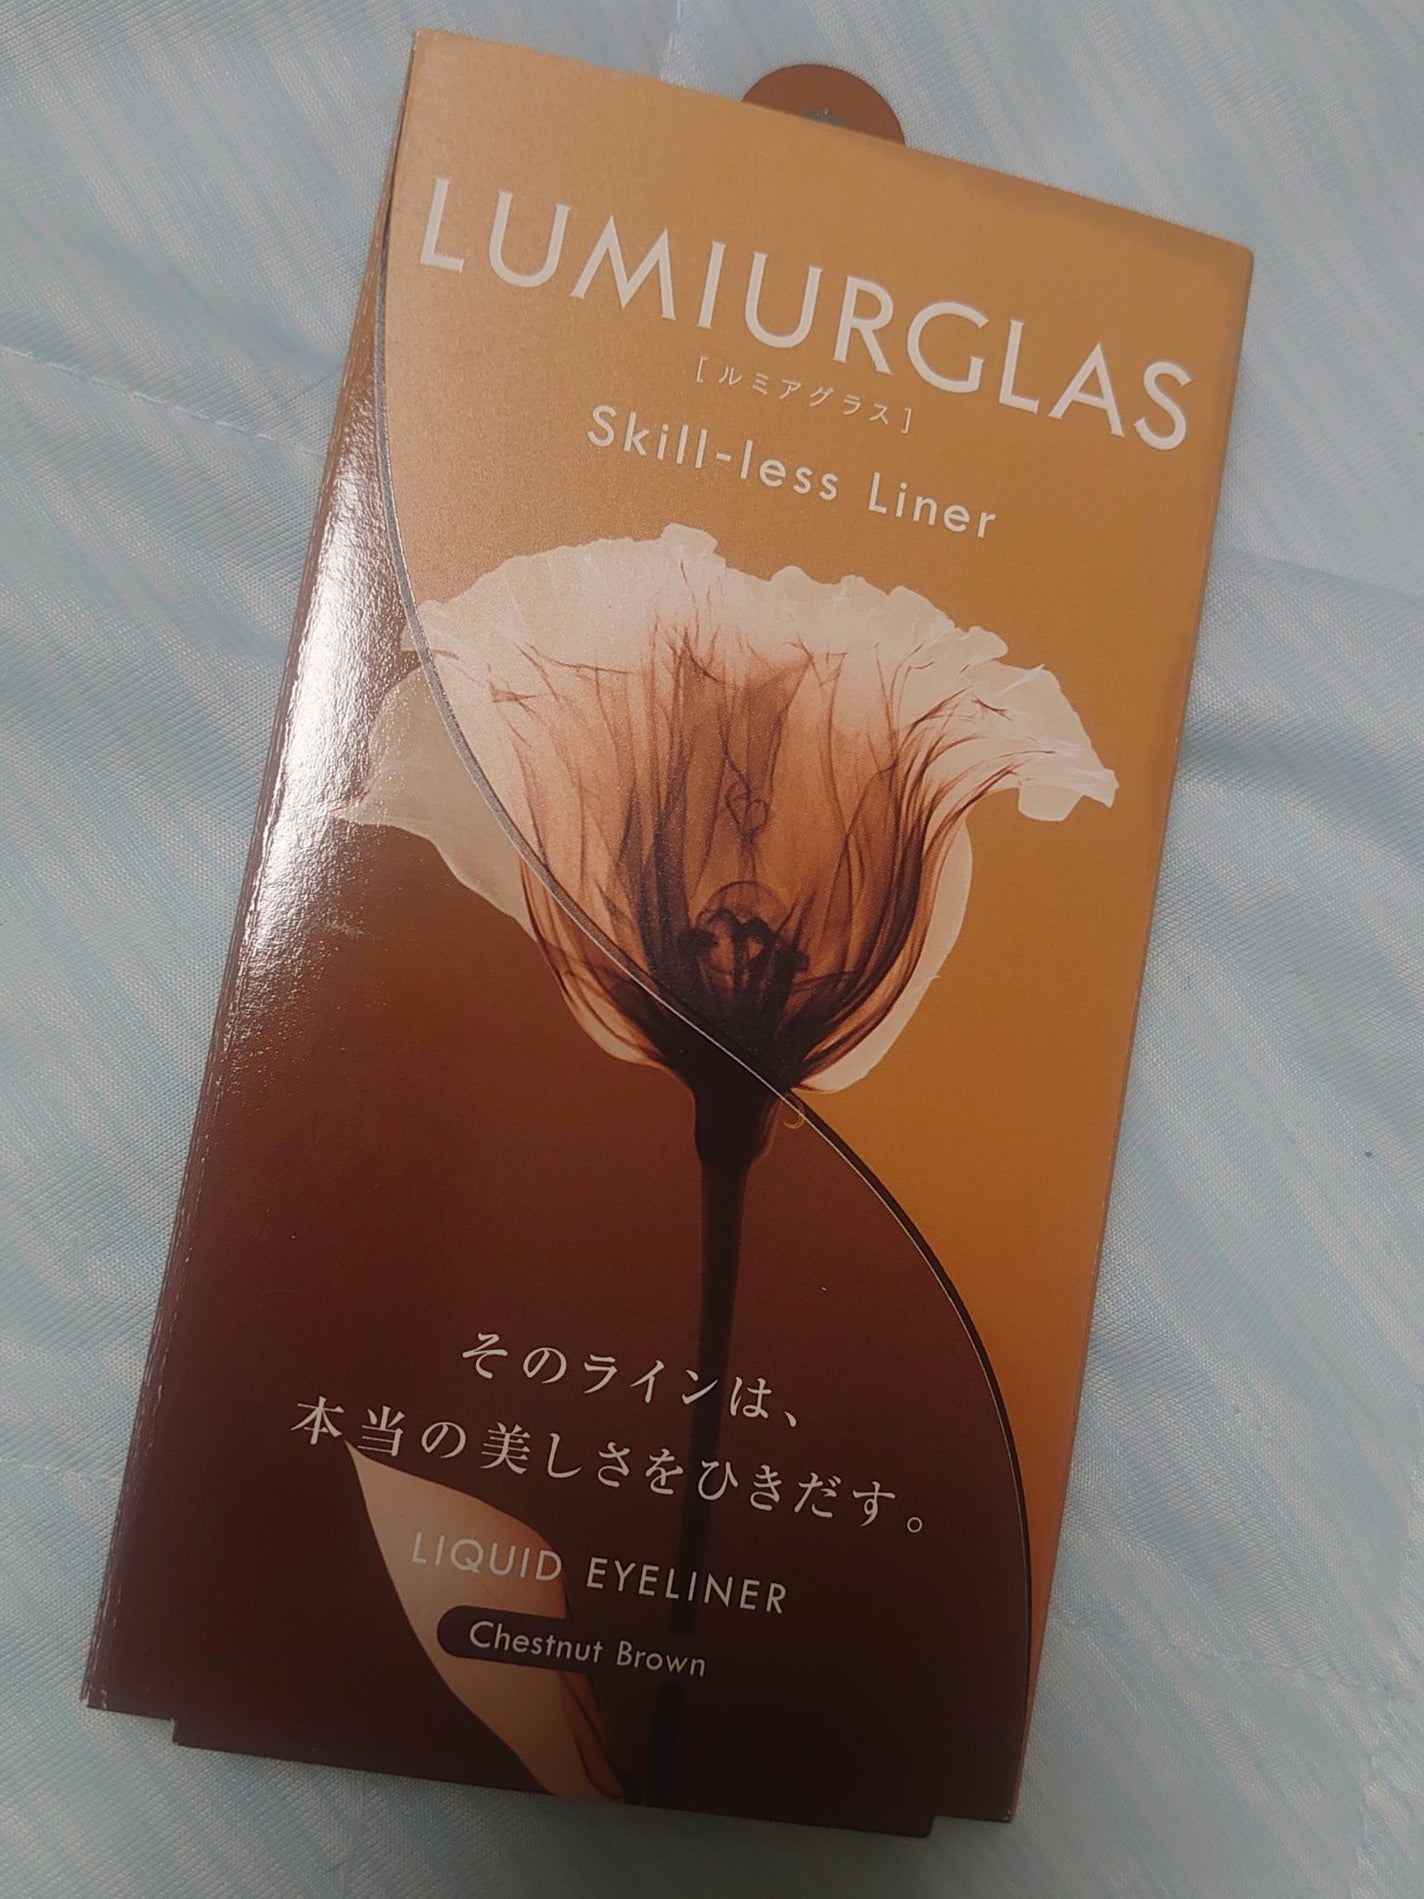 LUMIURGLAS
[ルミアグラス]
Skill-less Liner
そのラインは、
本当の美しさをひきだす。
LIQUID EYELINER
Chestnut Brown